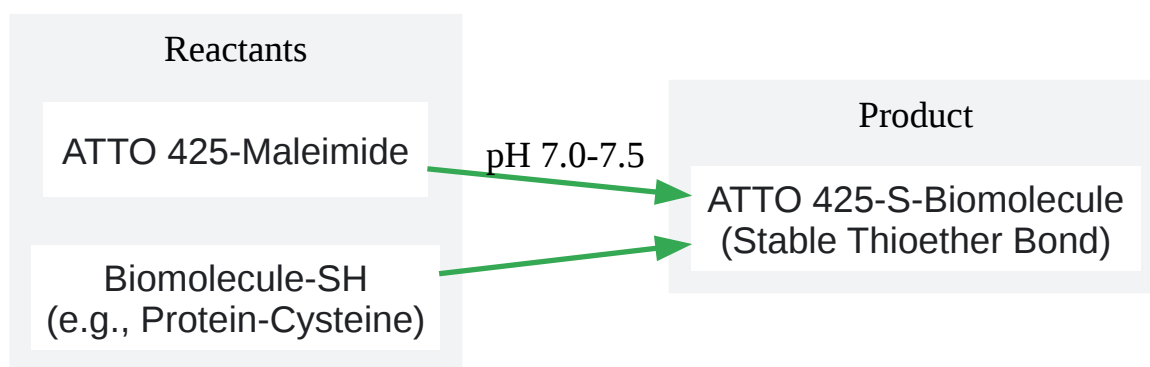 Reactants
ATTO 425-Maleimide
Biomolecule-SH
(e.g., Protein-Cysteine)
pH 7.0-7.5
Product
ATTO 425-S-Biomolecule
(Stable Thioether Bond)